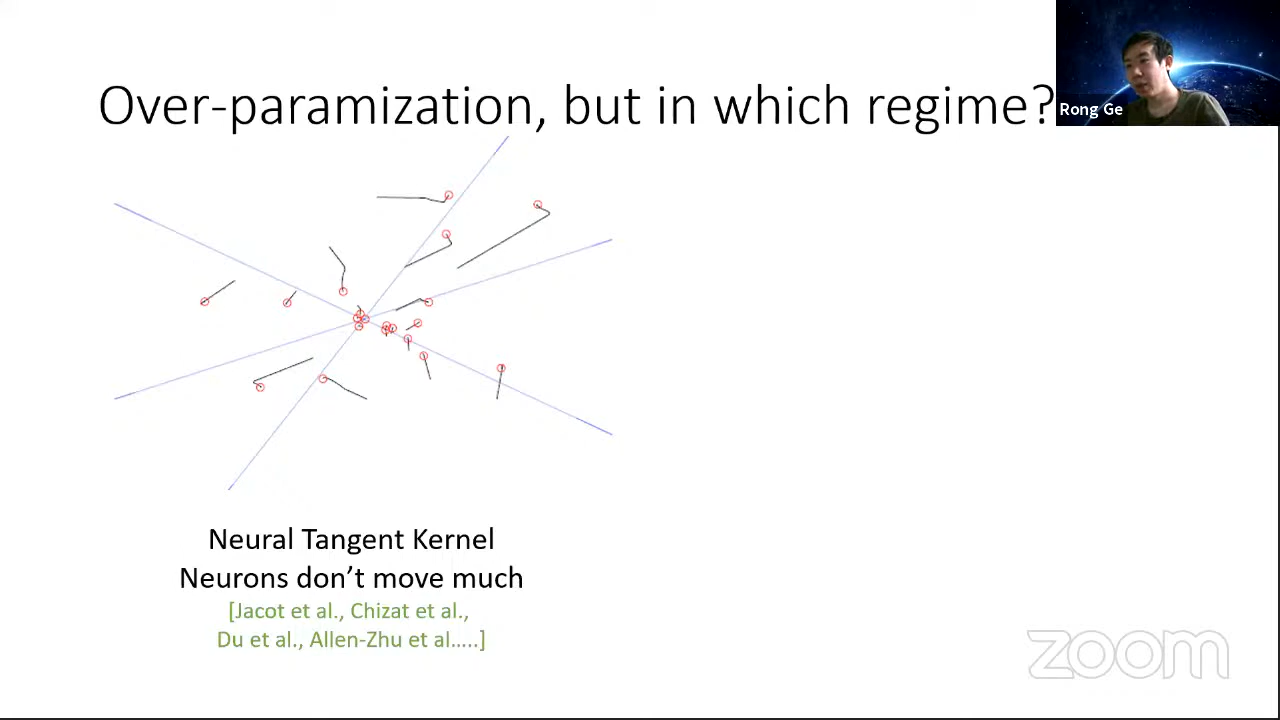 Over-paramization, but in which regime?
Rong Ge
Neural Tangent Kernel
Neurons don’t move much
[Jacot et al., Chizat et al.,
Du et al., Allen-Zhu et al…..]
zoom